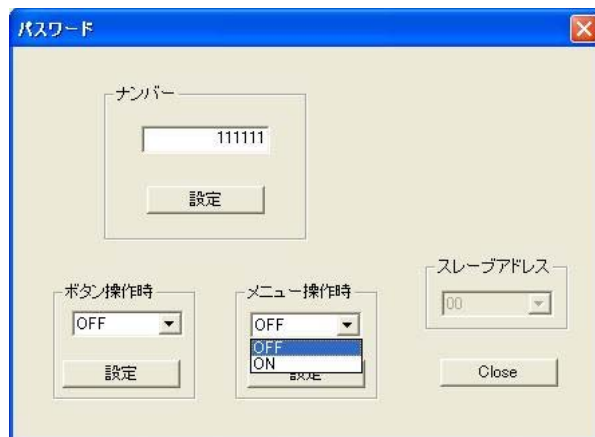 パスワード
ナンバー
111111
設定
スレーブアドレス
00
ボタン操作時
OFF
設定
メニュー操作時
OFF
OFF
ON
設定
Close